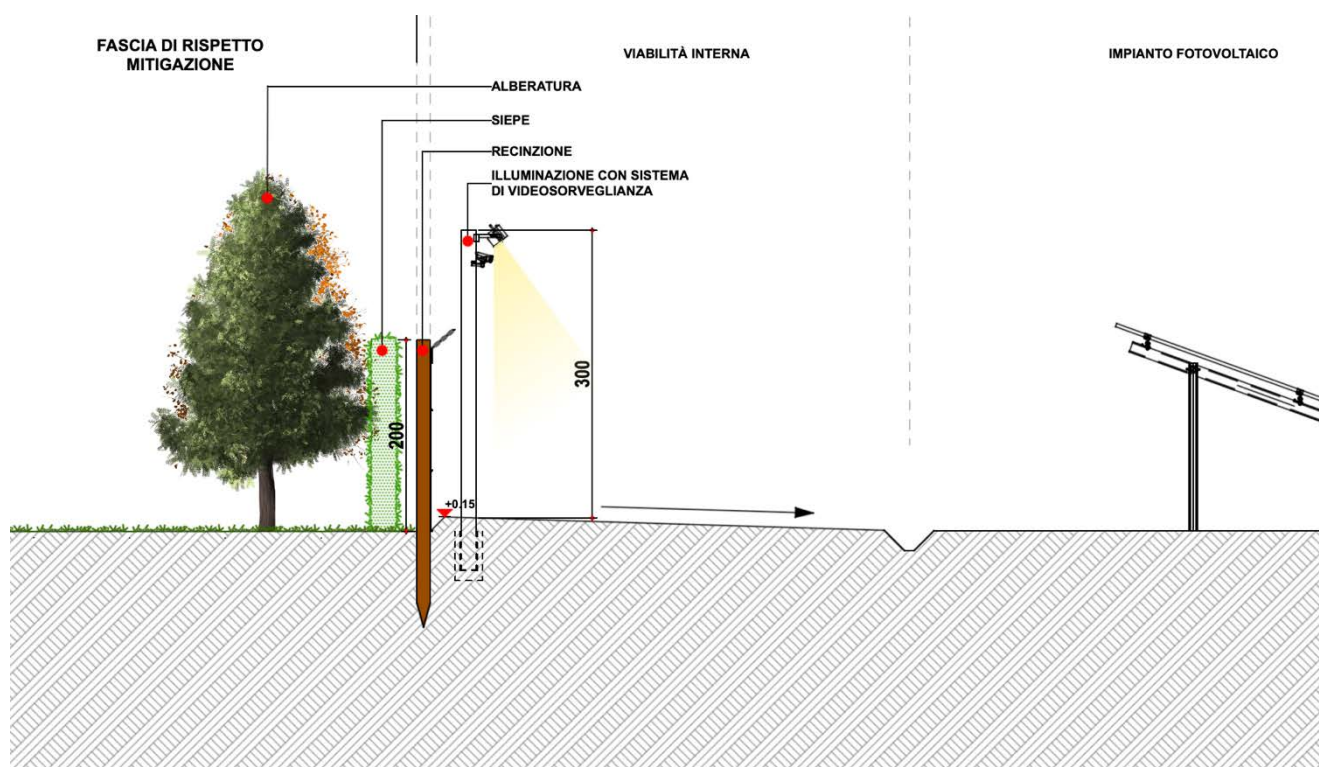 FASCIA DI RISPETTO
MITIGAZIONE
VIABILITÀ INTERNA
IMPIANTO FOTOVOLTAICO
ALBERATURA
SIEPE
RECINZIONE
ILLUMINAZIONE CON SISTEMA
DI VIDEOSORVEGLIANZA
300
200
+0.15